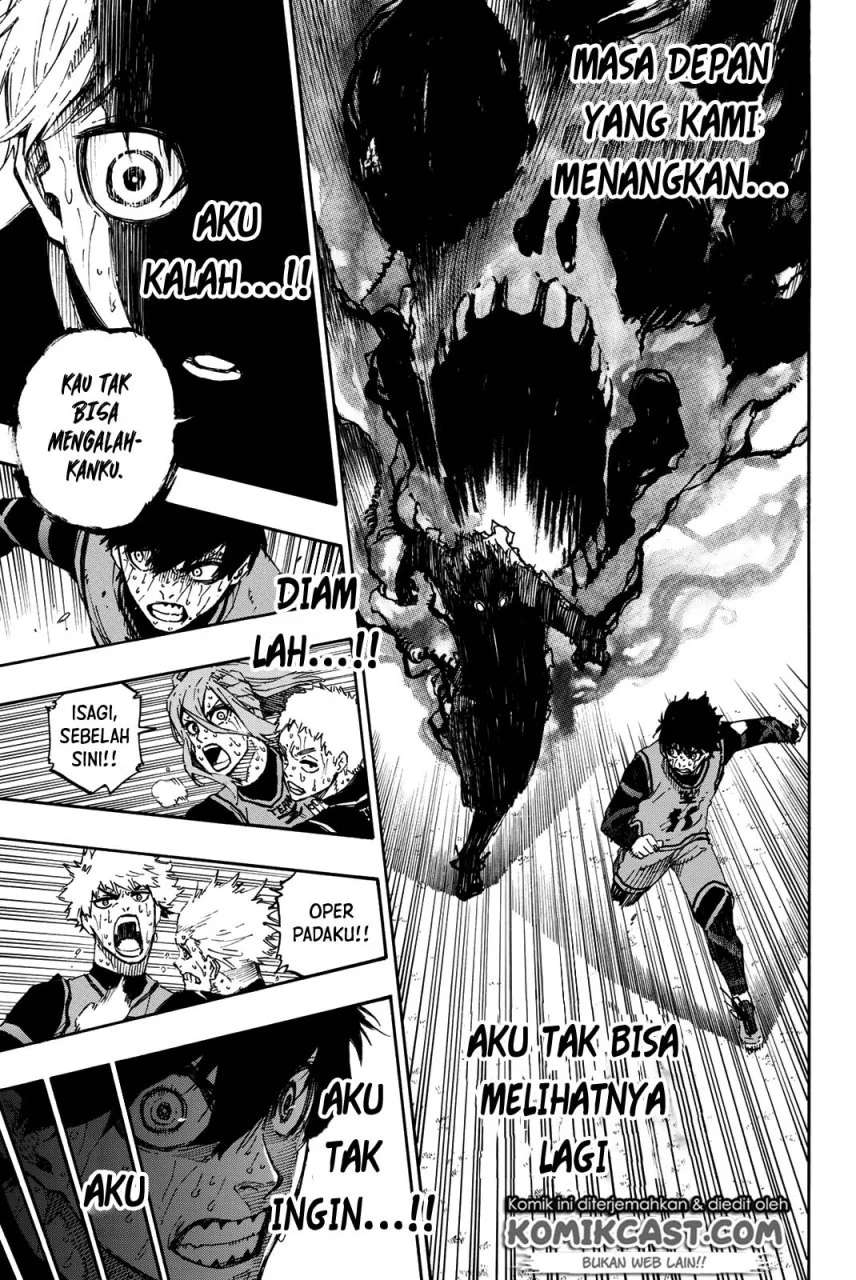 MASA DEPAN
YANG KAMI
MENANGKAN...
AKU TAK BISA
MELIHATNYA
LAGI
AKU
KALAH...!!
KAU TAK
BISA
MENGALAH-
KANKU.
DIAM
LAH...!!
ISAGI,
SEBELAH
SINI!!
OPER
PADAKU!!
AKU
TAK
INGIN...!!
AKU
Komik ini diterjemahkan & diedit oleh
KOMIKCAST.COM
BUKAN WEB LAIN!!